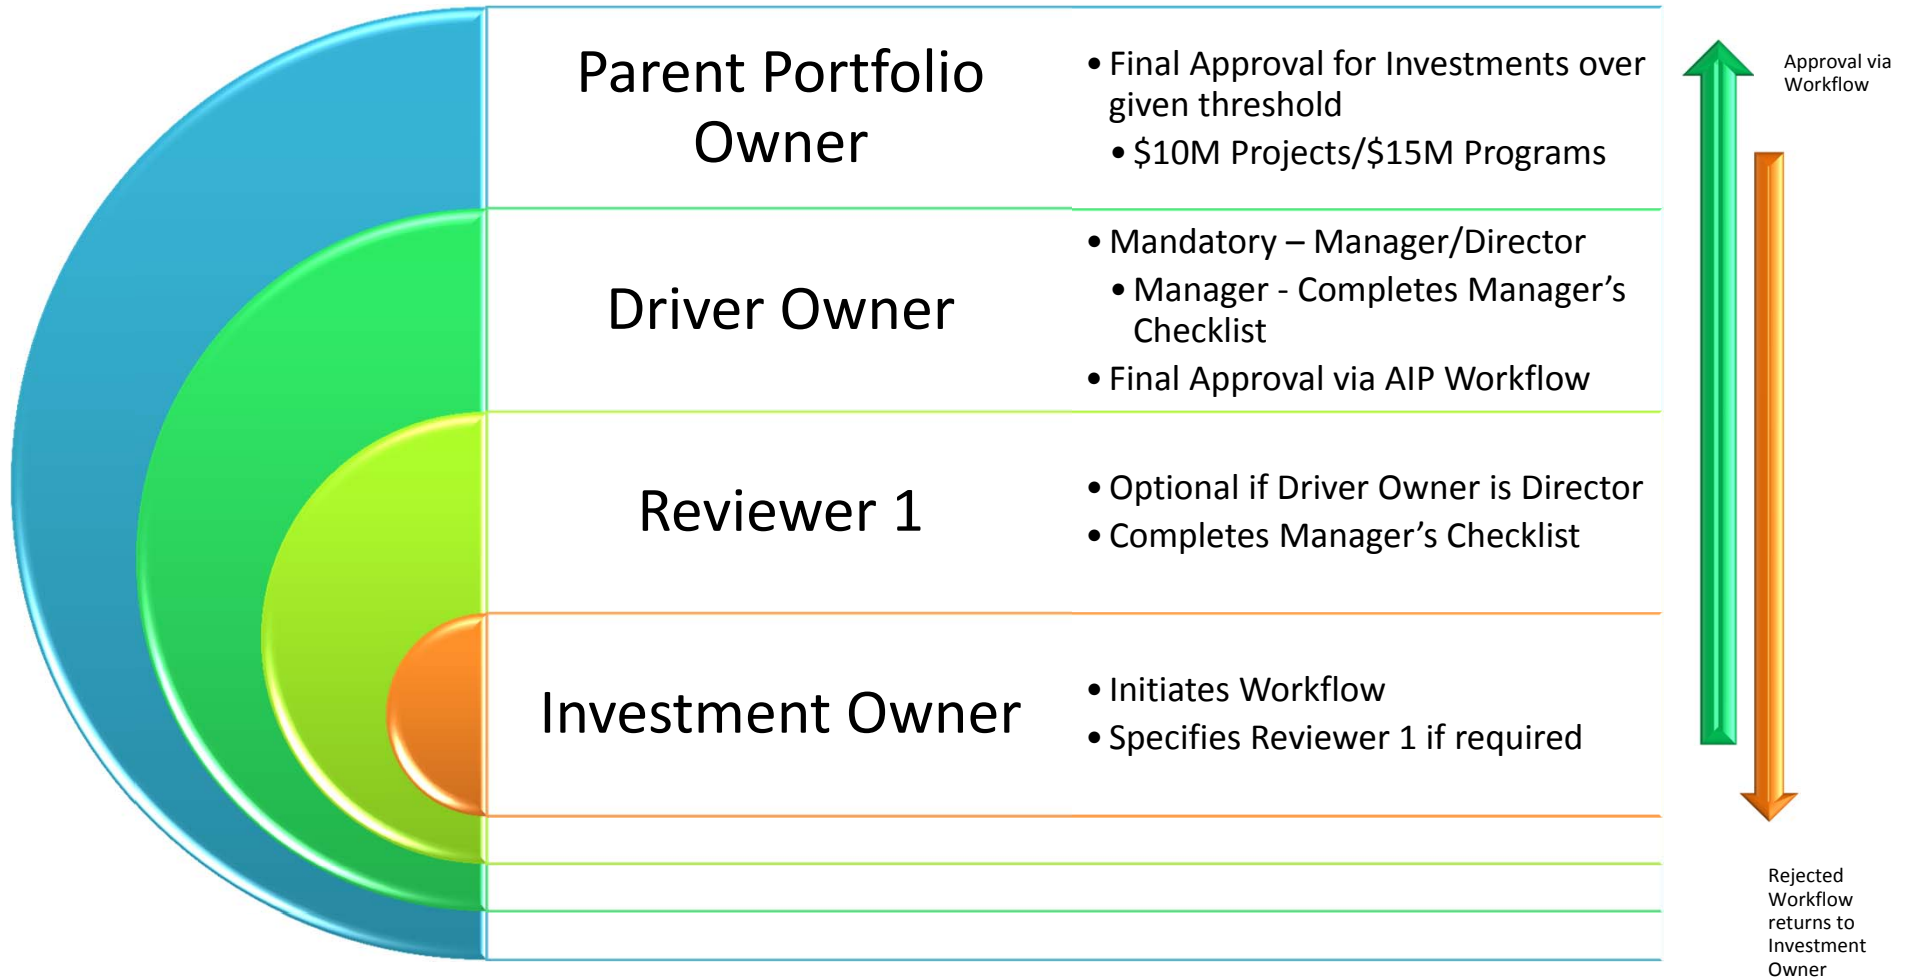 Parent Portfolio
Owner
• Final Approval for Investments over
given threshold
• $10M Projects/$15M Programs
Driver Owner
• Mandatory – Manager/Director
• Manager - Completes Manager’s
Checklist
• Final Approval via AIP Workflow
Reviewer 1
• Optional if Driver Owner is Director
• Completes Manager’s Checklist
Investment Owner
• Initiates Workflow
• Specifies Reviewer 1 if required
Approval via
Workflow
Rejected
Workflow
returns to
Investment
Owner